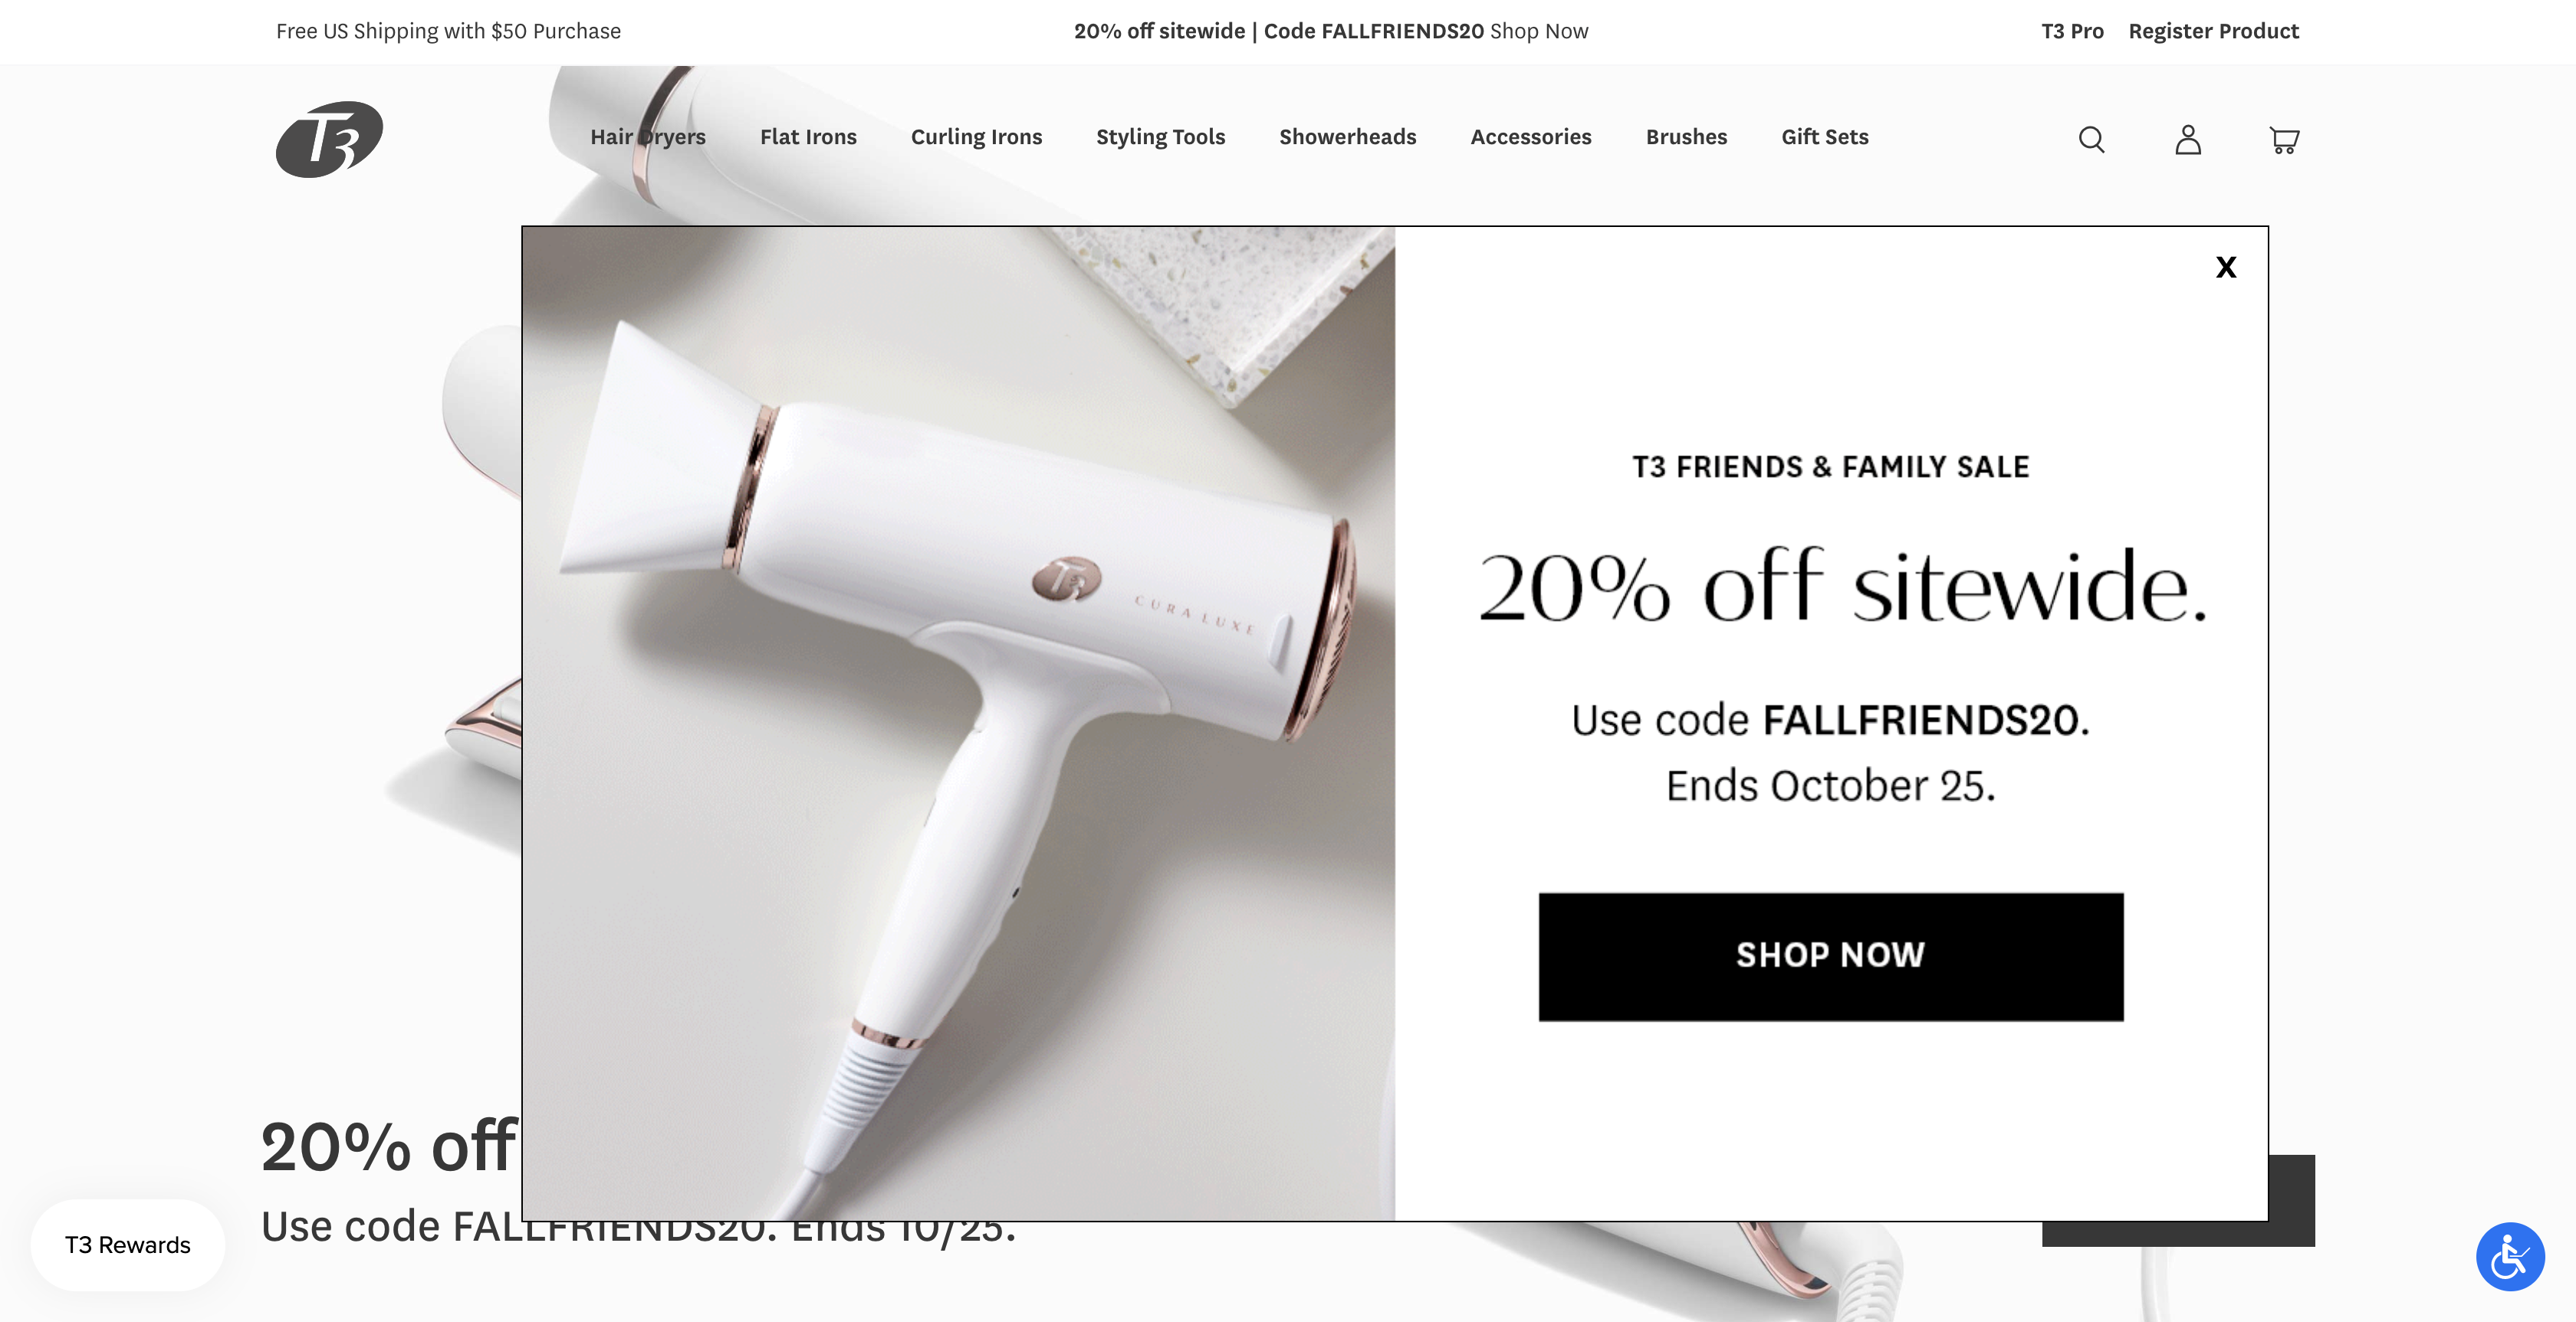 Free US Shipping with $50 Purchase
20% off sitewide | Code FALLFRIENDS20 Shop Now
T3 Pro
Register Product
T3
Hair Dryers
Flat Irons
Curling Irons
Styling Tools
Showerheads
Accessories
Brushes
Gift Sets
X
T3
CURA LUXE
T3 FRIENDS & FAMILY SALE
20% off sitewide.
Use code FALLFRIENDS20.
Ends October 25.
SHOP NOW
20% off
Use code FALLFRIENDS20. Ends 10/25.
T3 Rewards